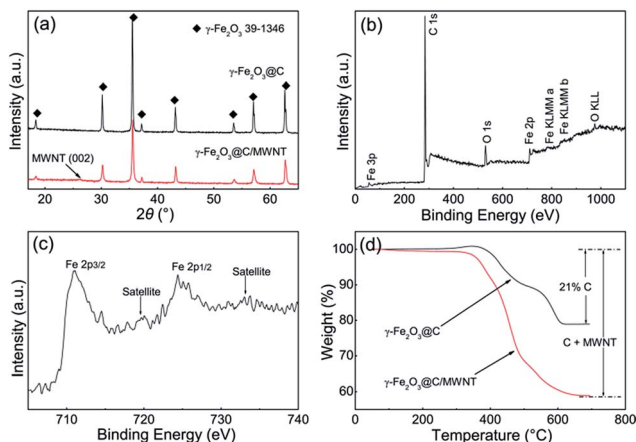 (a)
◆ γ-Fe₂O₃ 39-1346
γ-Fe₂O₃@C
γ-Fe₂O₃@C/MWNT
MWNT (002)
Intensity (a.u.)
20 30 40 50 60
2θ (°)
(b)
C 1s
Fe 3p
O 1s
Fe 2p
Fe KLMM a
Fe KLMM b
O KLL
Intensity (a.u.)
0 200 400 600 800 1000
Binding Energy (eV)
(c)
Fe 2p3/2
Satellite
Fe 2p1/2
Satellite
Intensity (a.u.)
710 720 730 740
Binding Energy (eV)
(d)
100
90
80
70
60
Weight (%)
21% C
C + MWNT
γ-Fe₂O₃@C
γ-Fe₂O₃@C/MWNT
0 200 400 600 800
Temperature (°C)